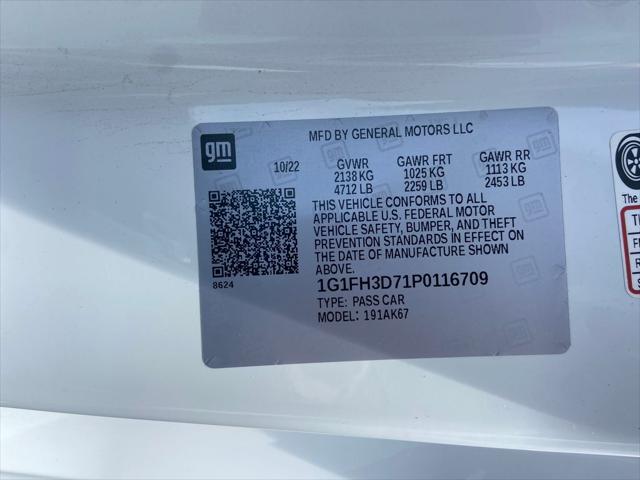 MFD BY GENERAL MOTORS LLC
gm
10/22
GVWR GAWR FRT GAWR RR
2138 KG 1025 KG 1113 KG
4712 LB 2259 LB 2453 LB
THIS VEHICLE CONFORMS TO ALL
APPLICABLE U.S. FEDERAL MOTOR
VEHICLE SAFETY, BUMPER, AND THEFT
PREVENTION STANDARDS IN EFFECT ON
THE DATE OF MANUFACTURE SHOWN
ABOVE.
8624
1G1FH3D71P0116709
TYPE: PASS CAR
MODEL: 191AK67
The